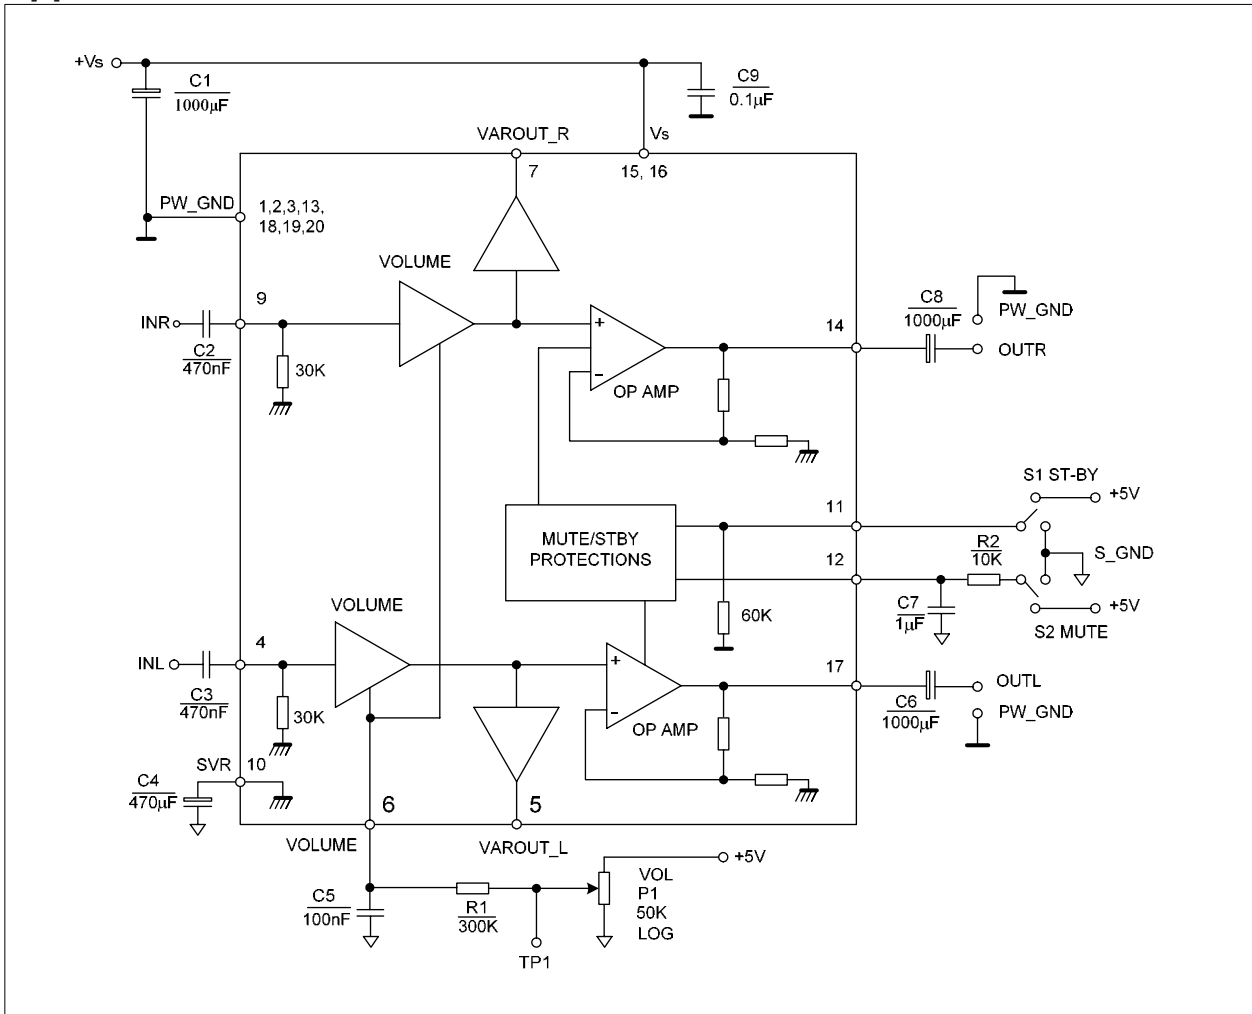 +Vs
C1
1000µF
C9
0.1µF
VAROUT_R
Vs
7
15, 16
PW_GND
1,2,3,13,
18,19,20
VOLUME
9
INR
C2
470nF
30K
+
-
OP AMP
14
C8
1000µF
PW_GND
OUTR
S1 ST-BY
+5V
11
MUTE/STBY
PROTECTIONS
12
R2
10K
S_GND
C7
1µF
+5V
S2 MUTE
60K
VOLUME
4
INL
C3
470nF
30K
+
-
OP AMP
17
OUTL
C6
1000µF
PW_GND
SVR
10
C4
470µF
6
5
VOLUME
VAROUT_L
+5V
VOL
P1
50K
LOG
C5
100nF
R1
300K
TP1